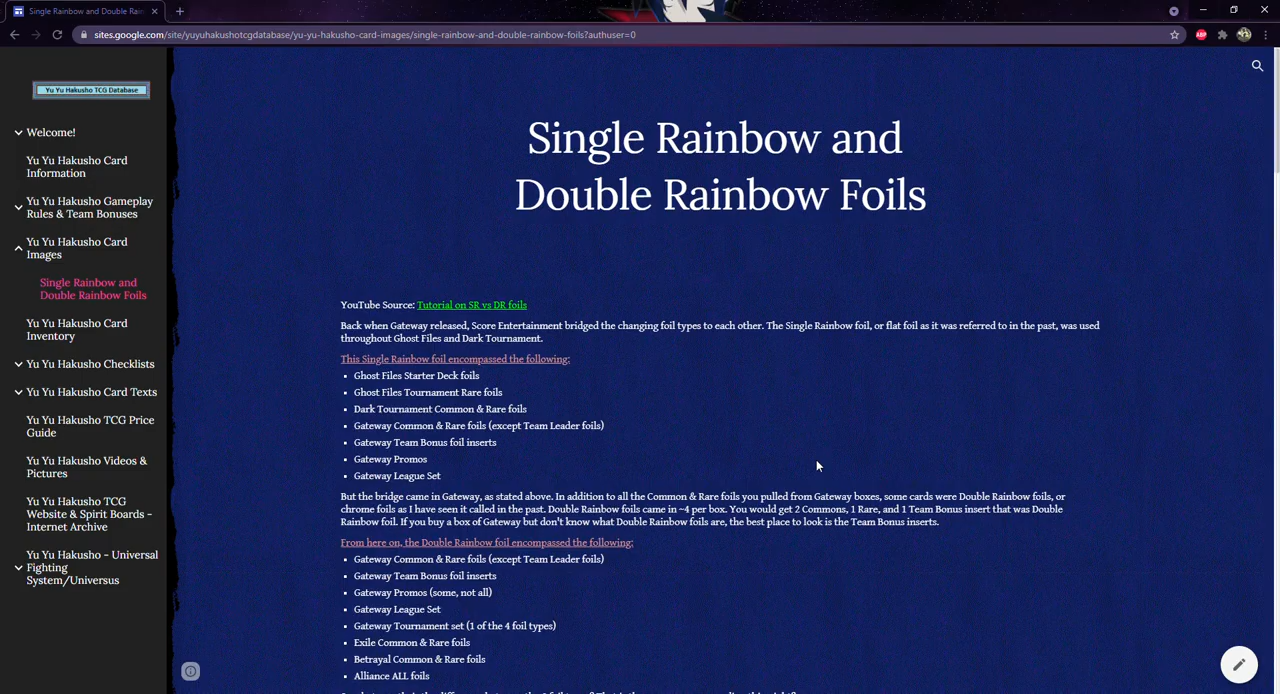 Single Rainbow and Double Rain
sites.google.com/site/yuyuhakushotcgdatabase/yu-yu-hakusho-card-images/single-rainbow-and-double-rainbow-foils?authuser=0
ABP
Yu Yu Hakusho TCG Database
Welcome!
Yu Yu Hakusho Card
Information
Yu Yu Hakusho Gameplay
Rules & Team Bonuses
Yu Yu Hakusho Card
Images
Single Rainbow and
Double Rainbow Foils
Yu Yu Hakusho Card
Inventory
Yu Yu Hakusho Checklists
Yu Yu Hakusho Card Texts
Yu Yu Hakusho TCG Price
Guide
Yu Yu Hakusho Videos &
Pictures
Yu Yu Hakusho TCG
Website & Spirit Boards -
Internet Archive
Yu Yu Hakusho - Universal
Fighting
System/Universus
Single Rainbow and
Double Rainbow Foils
YouTube Source: Tutorial on SR vs DR foils
Back when Gateway released, Score Entertainment bridged the changing foil types to each other. The Single Rainbow foil, or flat foil as it was referred to in the past, was used
throughout Ghost Files and Dark Tournament.
This Single Rainbow foil encompassed the following:
Ghost Files Starter Deck foils
Ghost Files Tournament Rare foils
Dark Tournament Common & Rare foils
Gateway Common & Rare foils (except Team Leader foils)
Gateway Team Bonus foil inserts
Gateway Promos
Gateway League Set
But the bridge came in Gateway, as stated above. In addition to all the Common & Rare foils you pulled from Gateway boxes, some cards were Double Rainbow foils, or
chrome foils as I have seen it called in the past. Double Rainbow foils came in ~4 per box. You would get 2 Commons, 1 Rare, and 1 Team Bonus insert that was Double
Rainbow foil. If you buy a box of Gateway but don't know what Double Rainbow foils are, the best place to look is the Team Bonus inserts.
From here on, the Double Rainbow foil encompassed the following:
Gateway Common & Rare foils (except Team Leader foils)
Gateway Team Bonus foil inserts
Gateway Promos (some, not all)
Gateway League Set
Gateway Tournament set (1 of the 4 foil types)
Exile Common & Rare foils
Betrayal Common & Rare foils
Alliance ALL foils